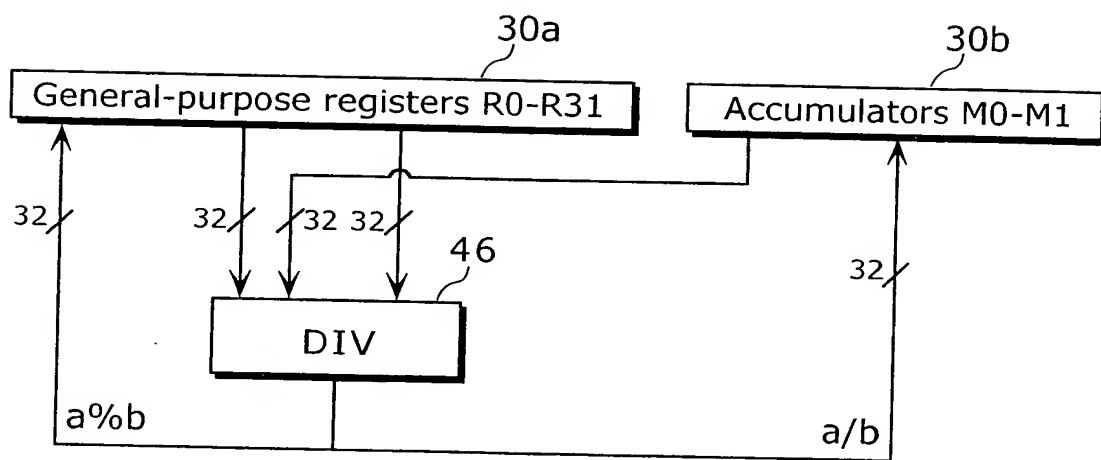 30a
30b
General-purpose registers R0-R31
Accumulators M0-M1
32
32
32
32
32
46
DIV
a%b
a/b